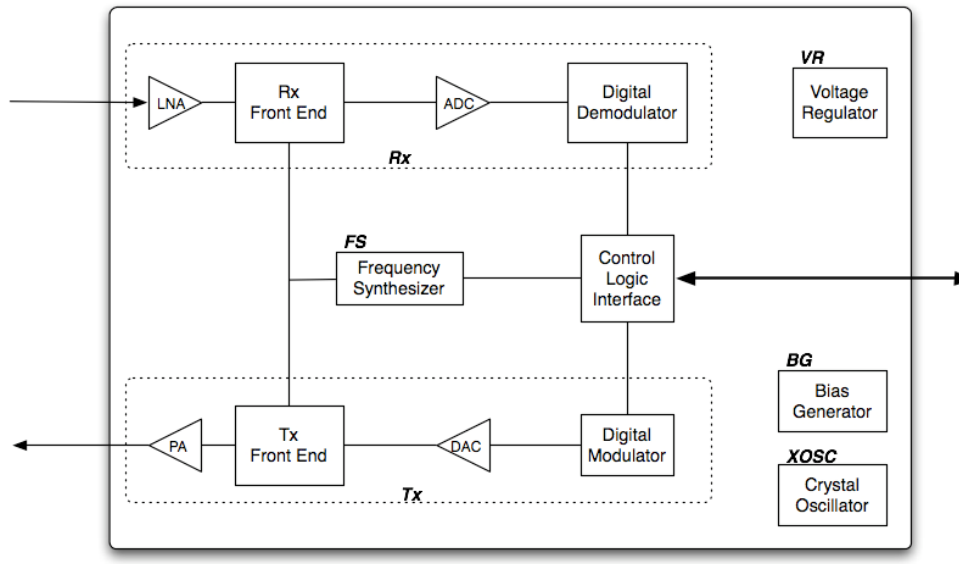 VR
LNA
Rx
Front End
ADC
Digital
Demodulator
Voltage
Regulator
Rx
FS
Frequency
Synthesizer
Control
Logic
Interface
BG
Bias
Generator
PA
Tx
Front End
DAC
Digital
Modulator
Tx
XOSC
Crystal
Oscillator